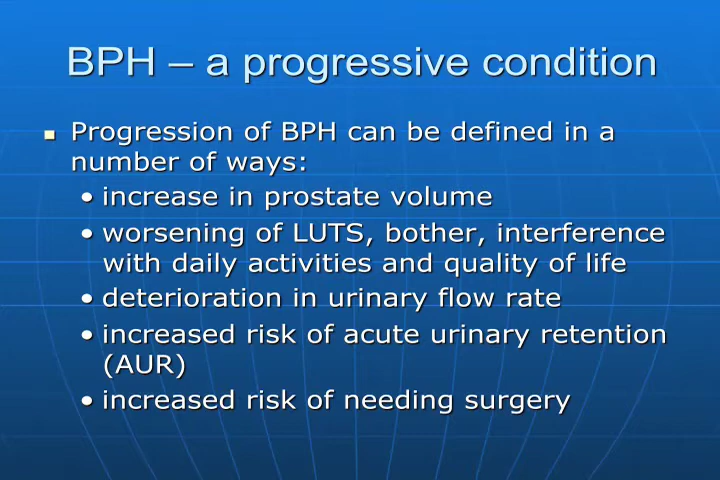 BPH – a progressive condition
Progression of BPH can be defined in a
number of ways:
• increase in prostate volume
• worsening of LUTS, bother, interference
with daily activities and quality of life
• deterioration in urinary flow rate
• increased risk of acute urinary retention
(AUR)
• increased risk of needing surgery